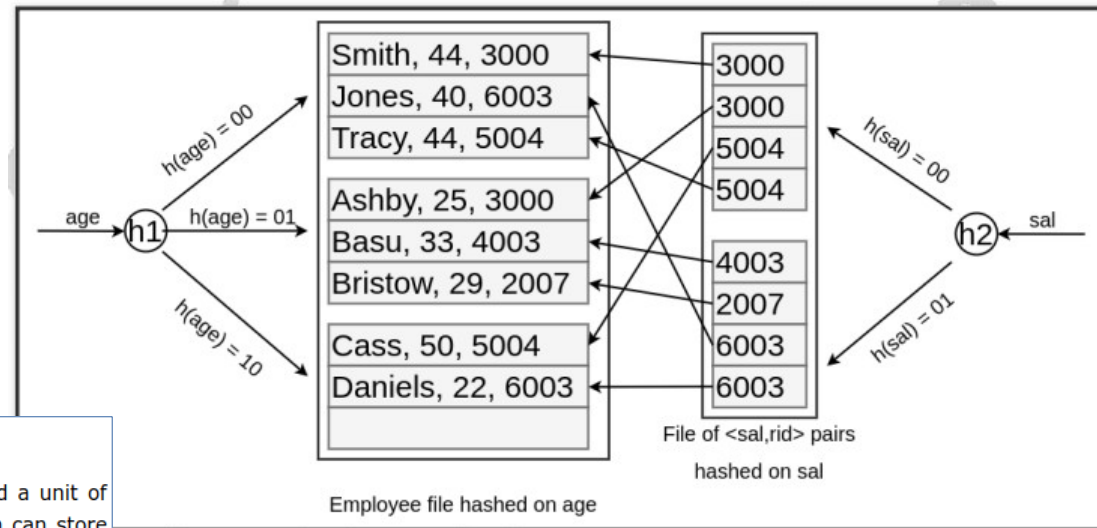 Smith, 44, 3000
Jones, 40, 6003
Tracy, 44, 5004
Ashby, 25, 3000
Basu, 33, 4003
Bristow, 29, 2007
Cass, 50, 5004
Daniels, 22, 6003
age
h1
h(age) = 00
h(age) = 01
h(age) = 10
3000
3000
5004
5004
4003
2007
6003
6003
h(sal) = 00
h2
sal
h(sal) = 01
File of <sal,rid> pairs
hashed on sal
Employee file hashed on age
d a unit of
can store